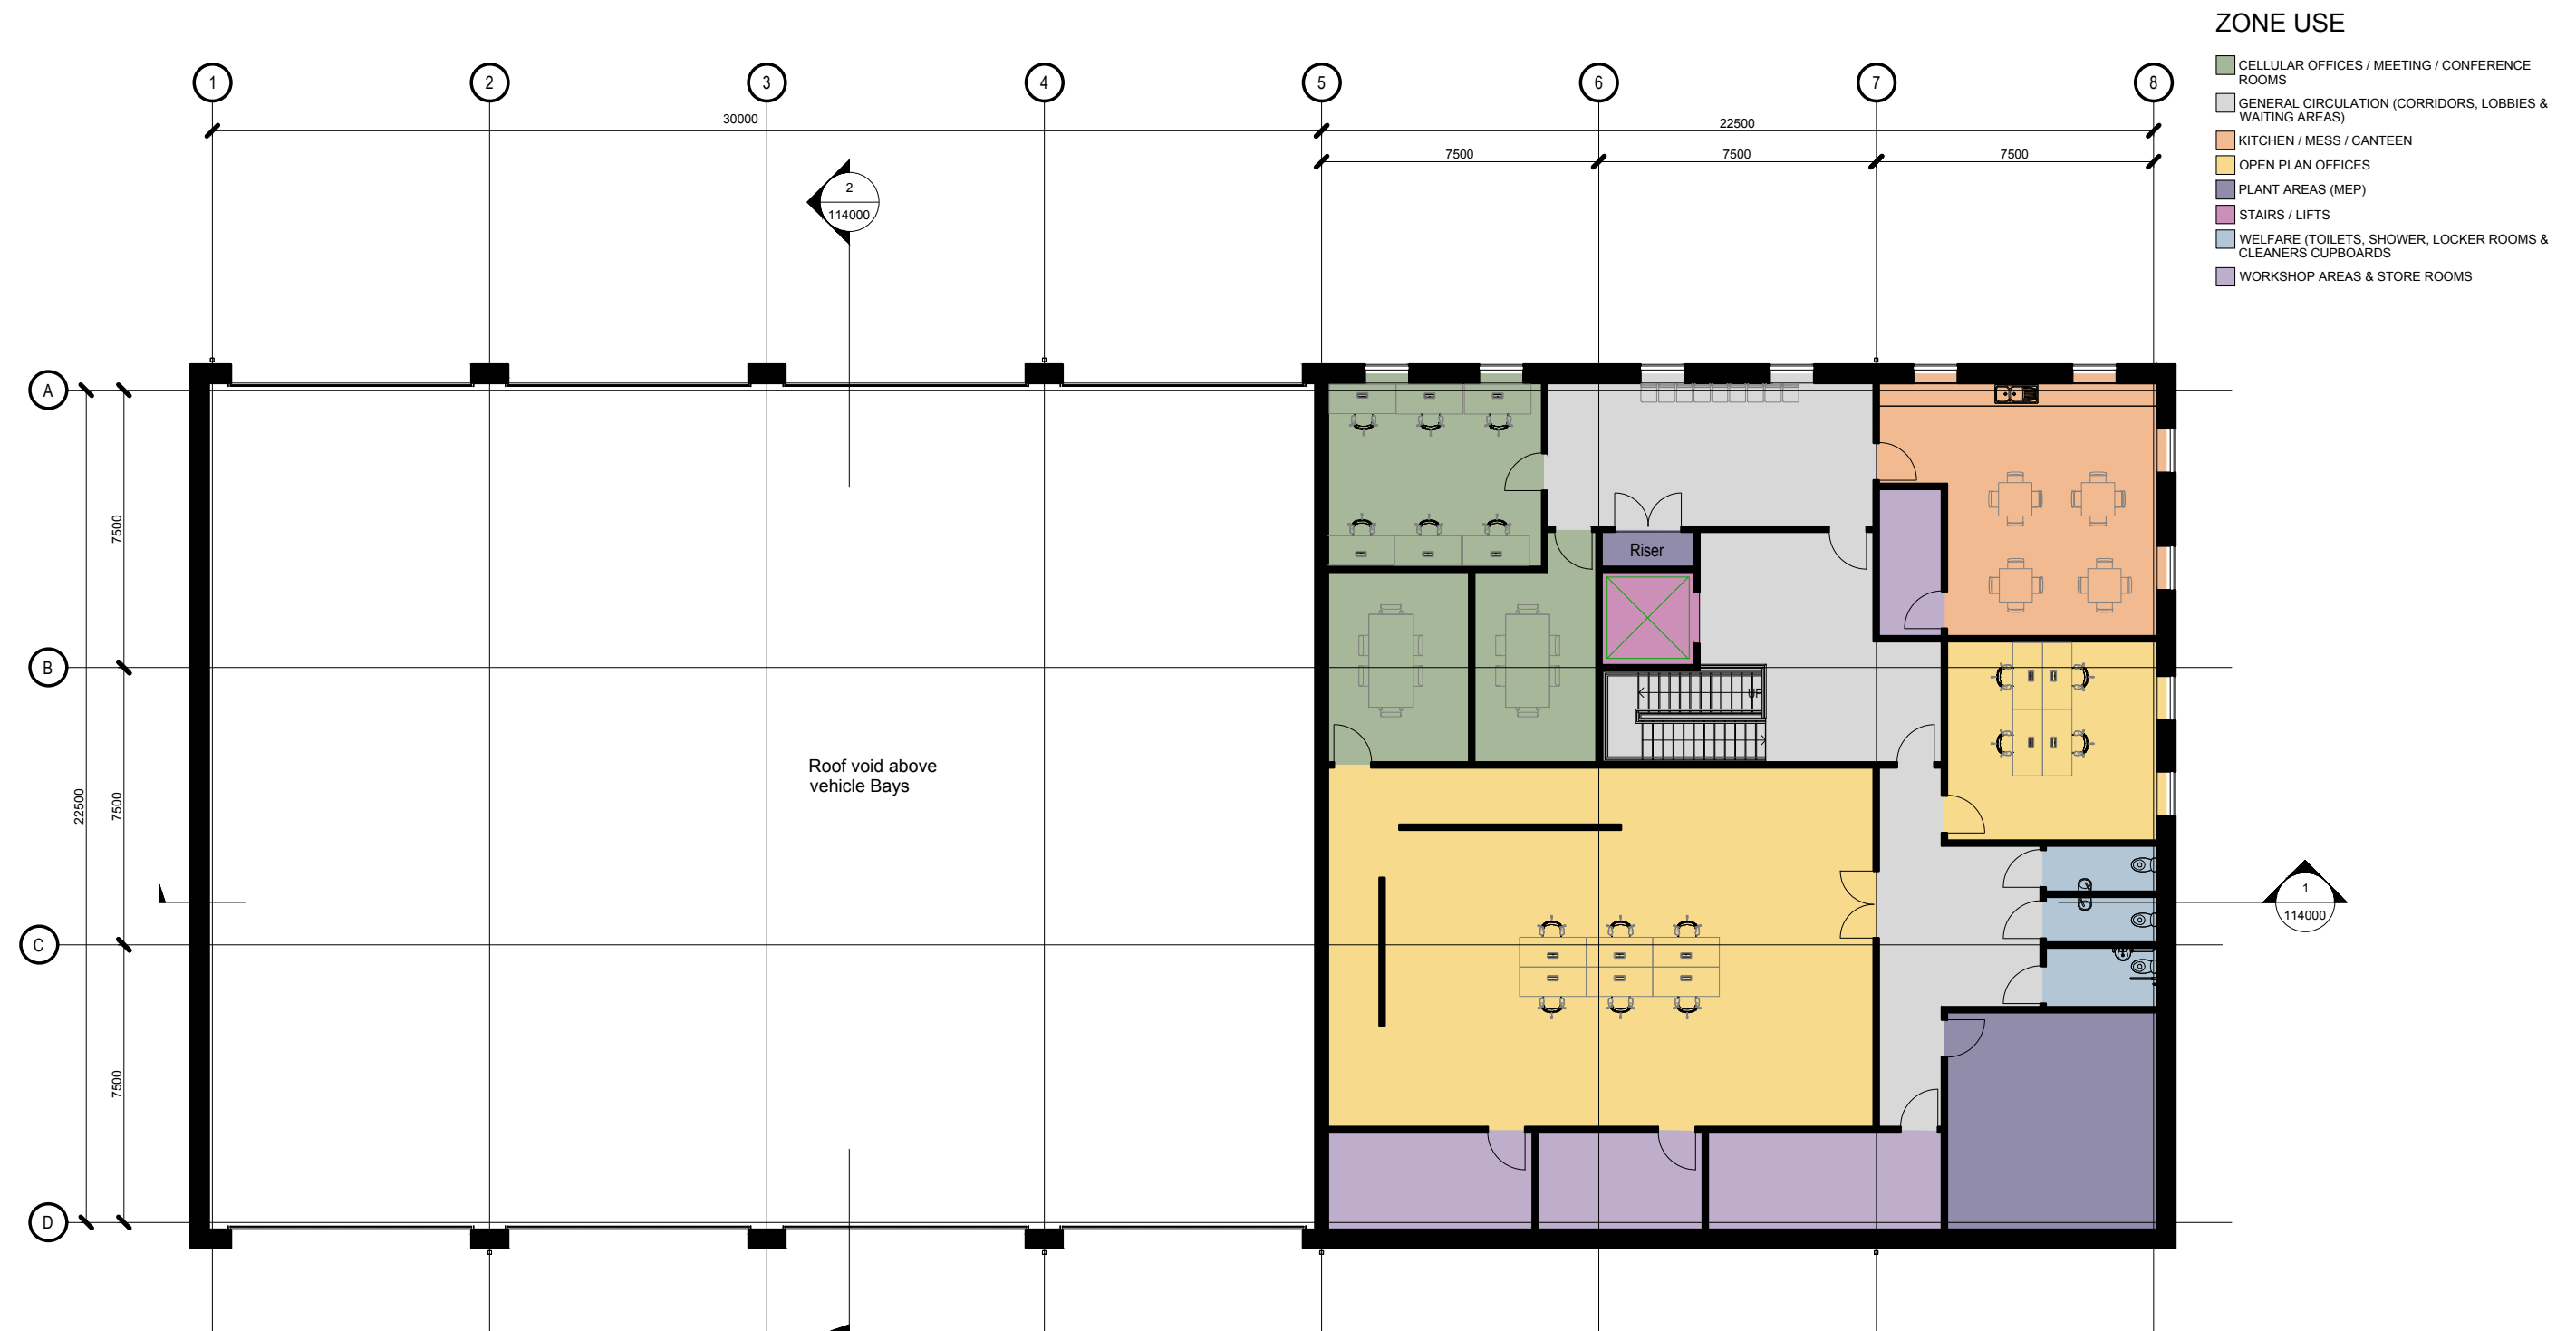 ZONE USE
CELLULAR OFFICES / MEETING / CONFERENCE
ROOMS
GENERAL CIRCULATION (CORRIDORS, LOBBIES &
WAITING AREAS)
KITCHEN / MESS / CANTEEN
OPEN PLAN OFFICES
PLANT AREAS (MEP)
STAIRS / LIFTS
WELFARE (TOILETS, SHOWER, LOCKER ROOMS &
CLEANERS CUPBOARDS
WORKSHOP AREAS & STORE ROOMS
1 2 3 4 5 6 7 8
30000
22500
7500 7500 7500
2
114000
A
7500
Riser
B
UP
Roof void above
vehicle Bays
22500
7500
1
114000
C
7500
D